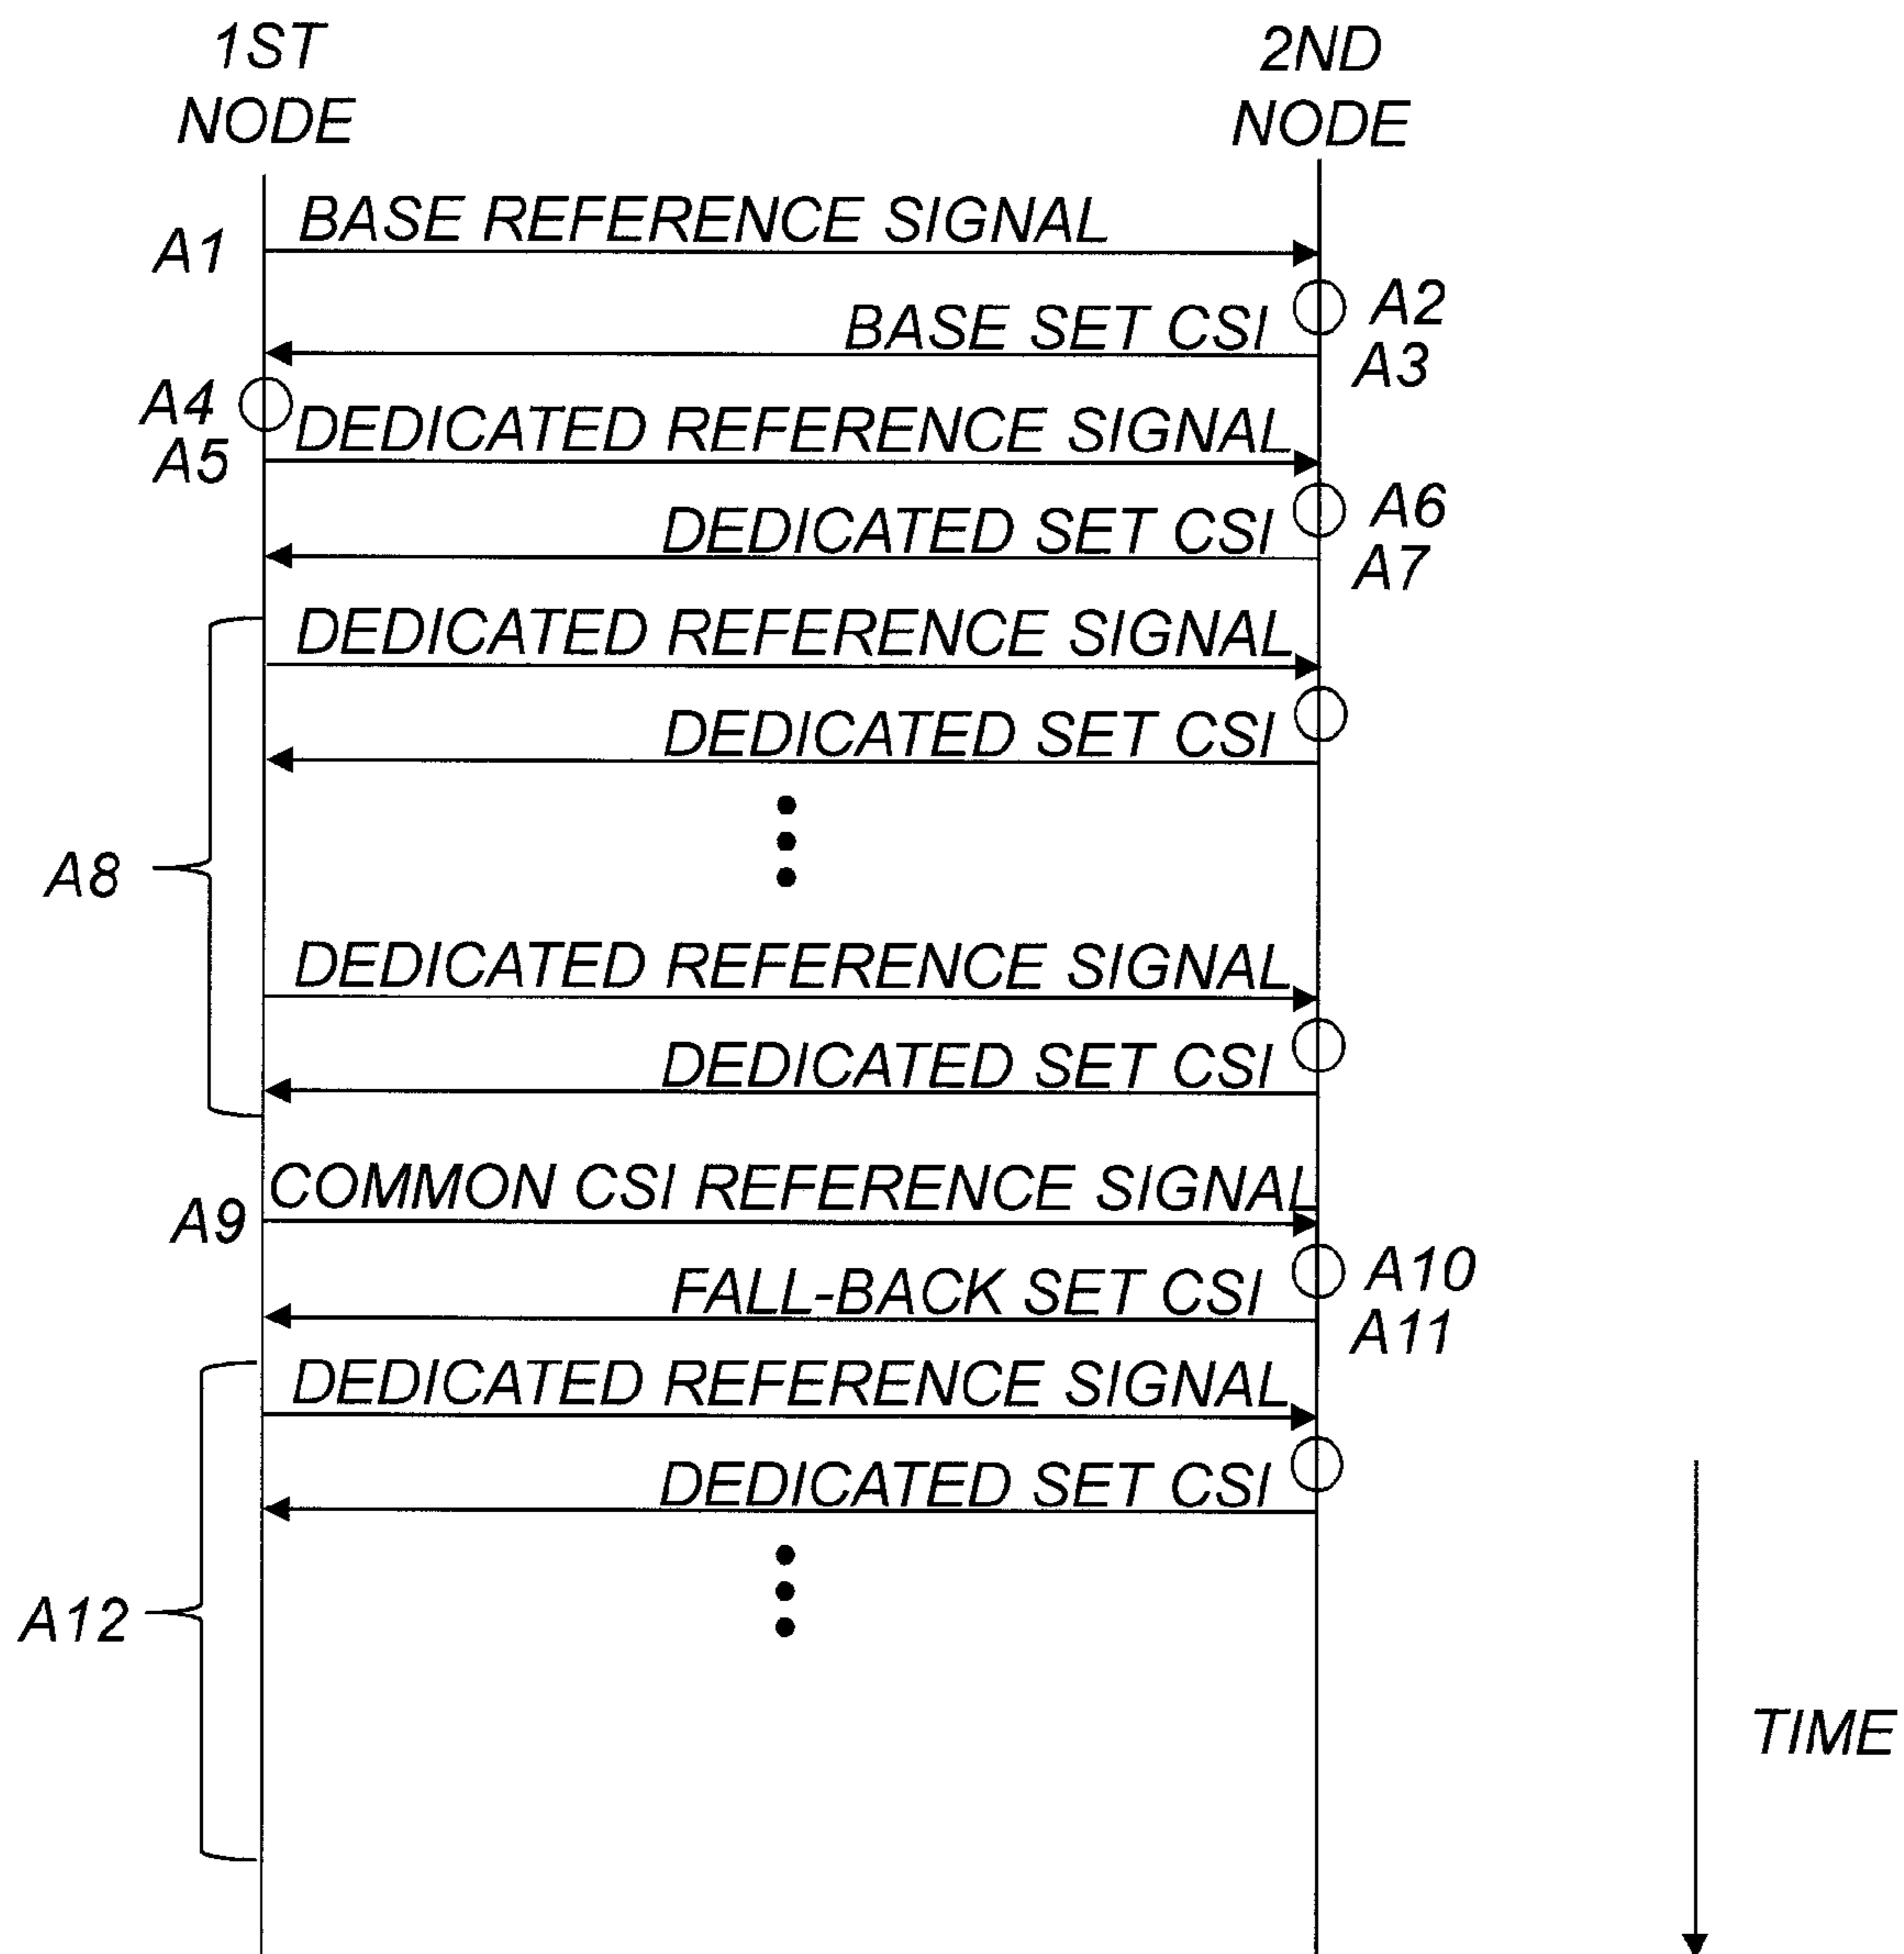 1ST
NODE
2ND
NODE
A1
BASE REFERENCE SIGNAL
A2
BASE SET CSI
A3
A4
DEDICATED REFERENCE SIGNAL
A5
A6
DEDICATED SET CSI
A7
DEDICATED REFERENCE SIGNAL
DEDICATED SET CSI
A8
DEDICATED REFERENCE SIGNAL
DEDICATED SET CSI
COMMON CSI REFERENCE SIGNAL
A9
A10
FALL-BACK SET CSI
A11
DEDICATED REFERENCE SIGNAL
DEDICATED SET CSI
A12
TIME